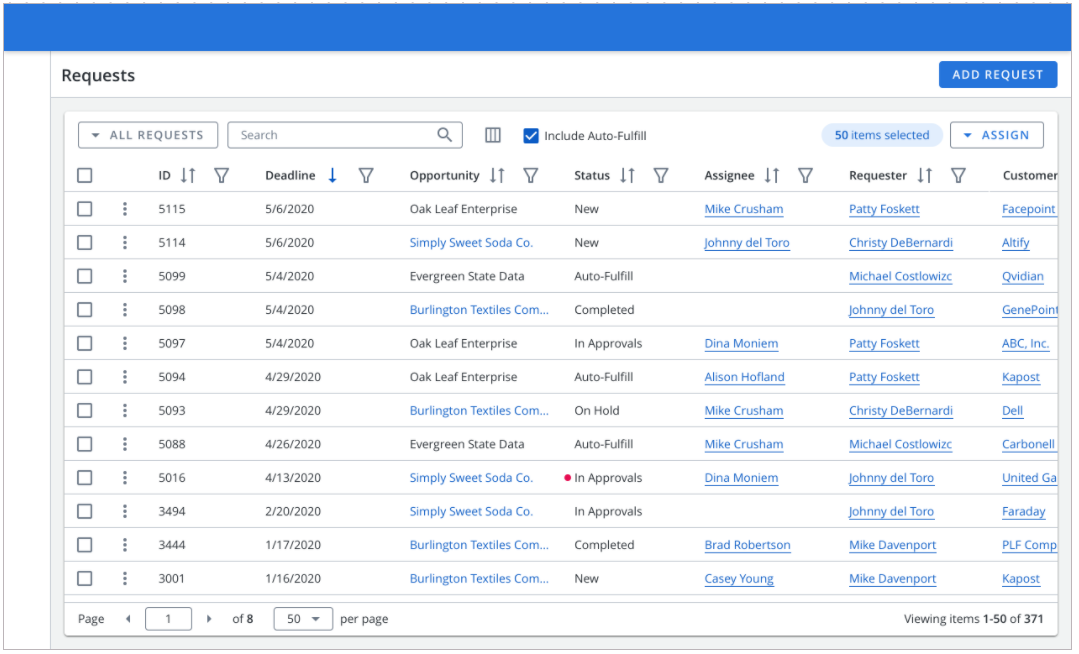 Requests ADD REQUEST
ALL REQUESTS Search Include Auto-Fulfill 50 items selected ASSIGN
ID Deadline Opportunity Status Assignee Requester Customer
5115 5/6/2020 Oak Leaf Enterprise New Mike Crusham Patty Foskett Facepoint
5114 5/6/2020 Simply Sweet Soda Co. New Johnny del Toro Christy DeBernardi Altify
5099 5/4/2020 Evergreen State Data Auto-Fulfill Michael Costlowizc Qvidian
5098 5/4/2020 Burlington Textiles Com... Completed Johnny del Toro GenePoint
5097 5/4/2020 Oak Leaf Enterprise In Approvals Dina Moniem Patty Foskett ABC, Inc.
5094 4/29/2020 Oak Leaf Enterprise Auto-Fulfill Alison Hofland Patty Foskett Kapost
5093 4/29/2020 Burlington Textiles Com... On Hold Mike Crusham Christy DeBernardi Dell
5088 4/26/2020 Evergreen State Data Auto-Fulfill Mike Crusham Michael Costlowizc Carbonell
5016 4/13/2020 Simply Sweet Soda Co. In Approvals Dina Moniem Johnny del Toro United Ga
3494 2/20/2020 Simply Sweet Soda Co. In Approvals Johnny del Toro Faraday
3444 1/17/2020 Burlington Textiles Com... Completed Brad Robertson Mike Davenport PLF Comp
3001 1/16/2020 Burlington Textiles Com... New Casey Young Mike Davenport Kapost
Page 1 of 8 50 per page Viewing items 1-50 of 371